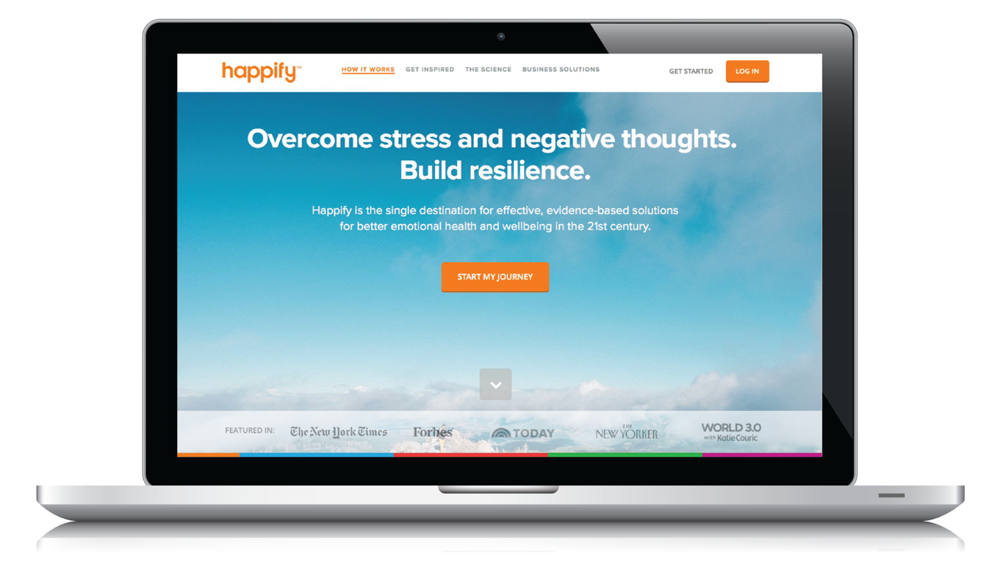 happify™
HOW IT WORKS GET INSPIRED THE SCIENCE BUSINESS SOLUTIONS
GET STARTED
LOG IN
Overcome stress and negative thoughts.
Build resilience.
Happify is the single destination for effective, evidence-based solutions
for better emotional health and wellbeing in the 21st century.
START MY JOURNEY
FEATURED IN:
The New York Times
Forbes
TODAY
THE
NEW YORKER
WORLD 3.0
with Katie Couric